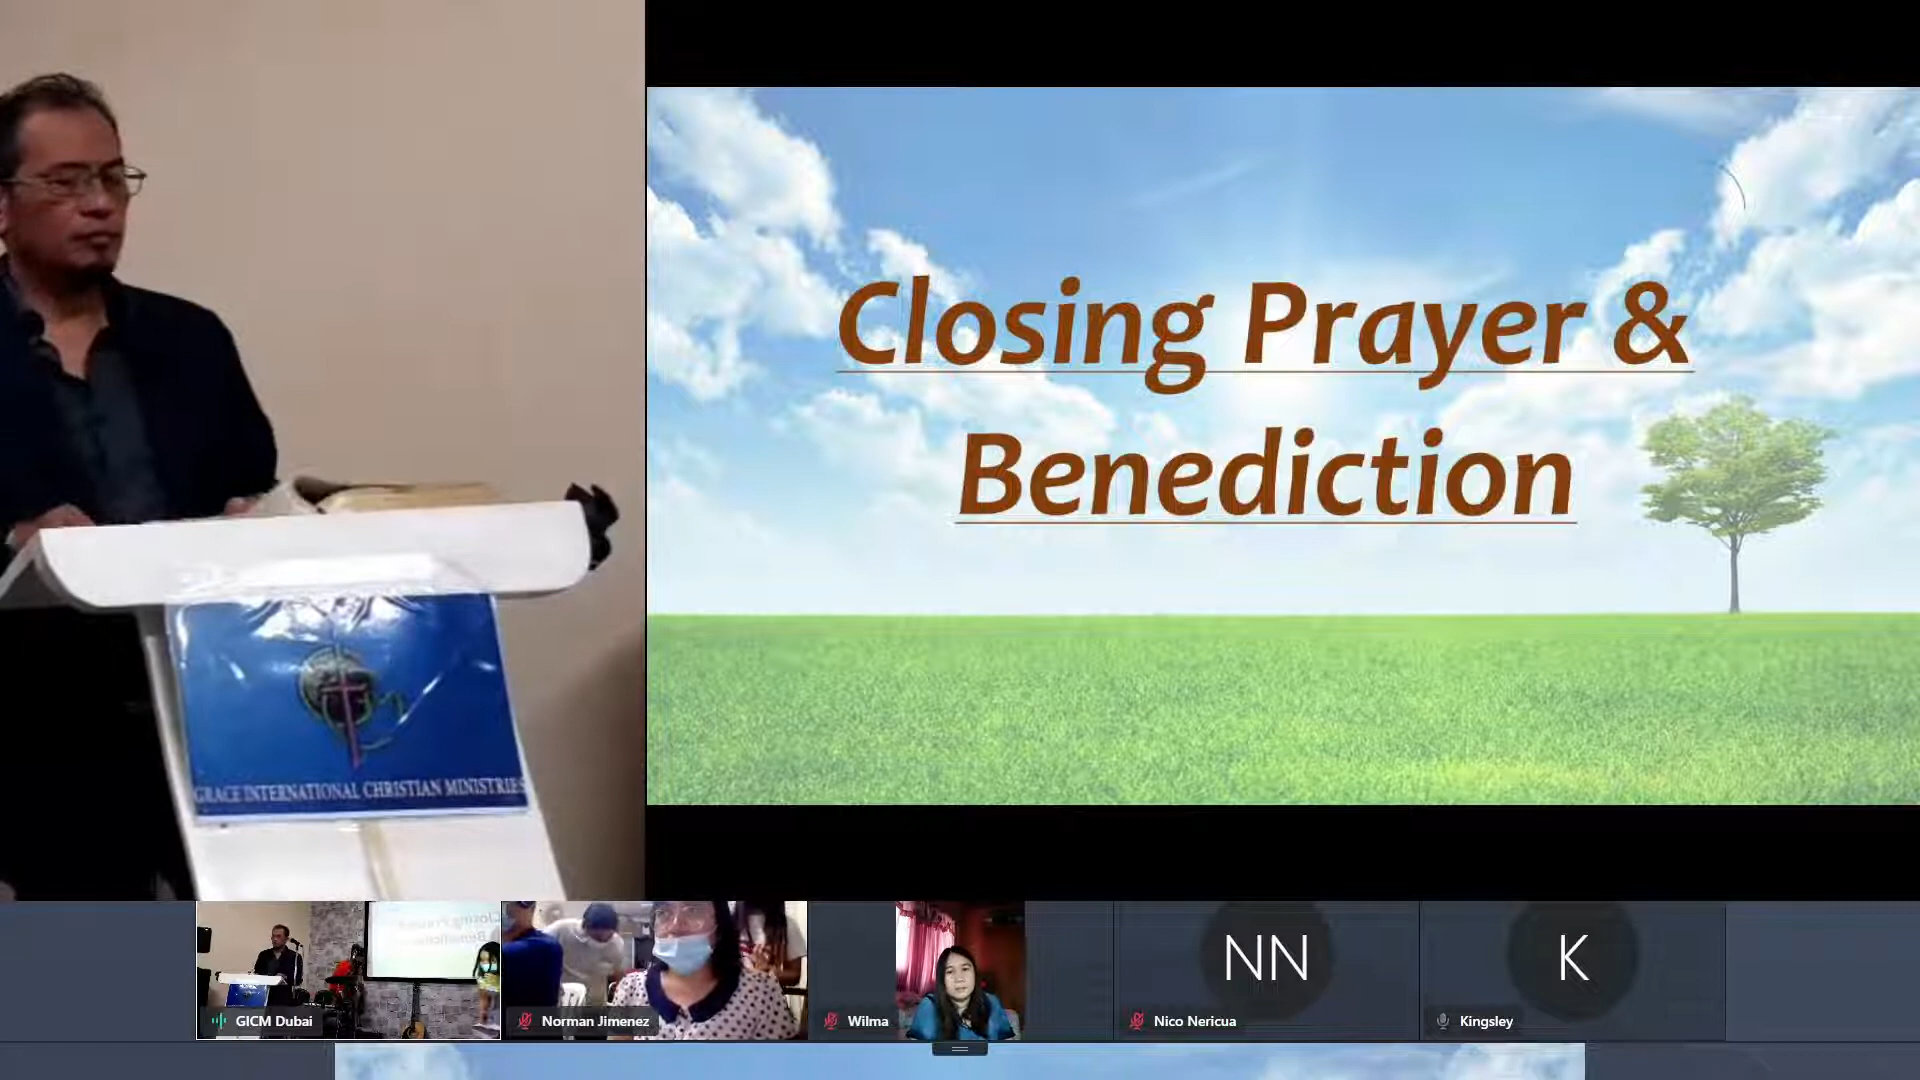 Closing Prayer &
Benediction
GRACE INTERNATIONAL CHRISTIAN MINISTRIES
GICM Dubai
Norman Jimenez
Wilma
NN
Nico Nericua
K
Kingsley